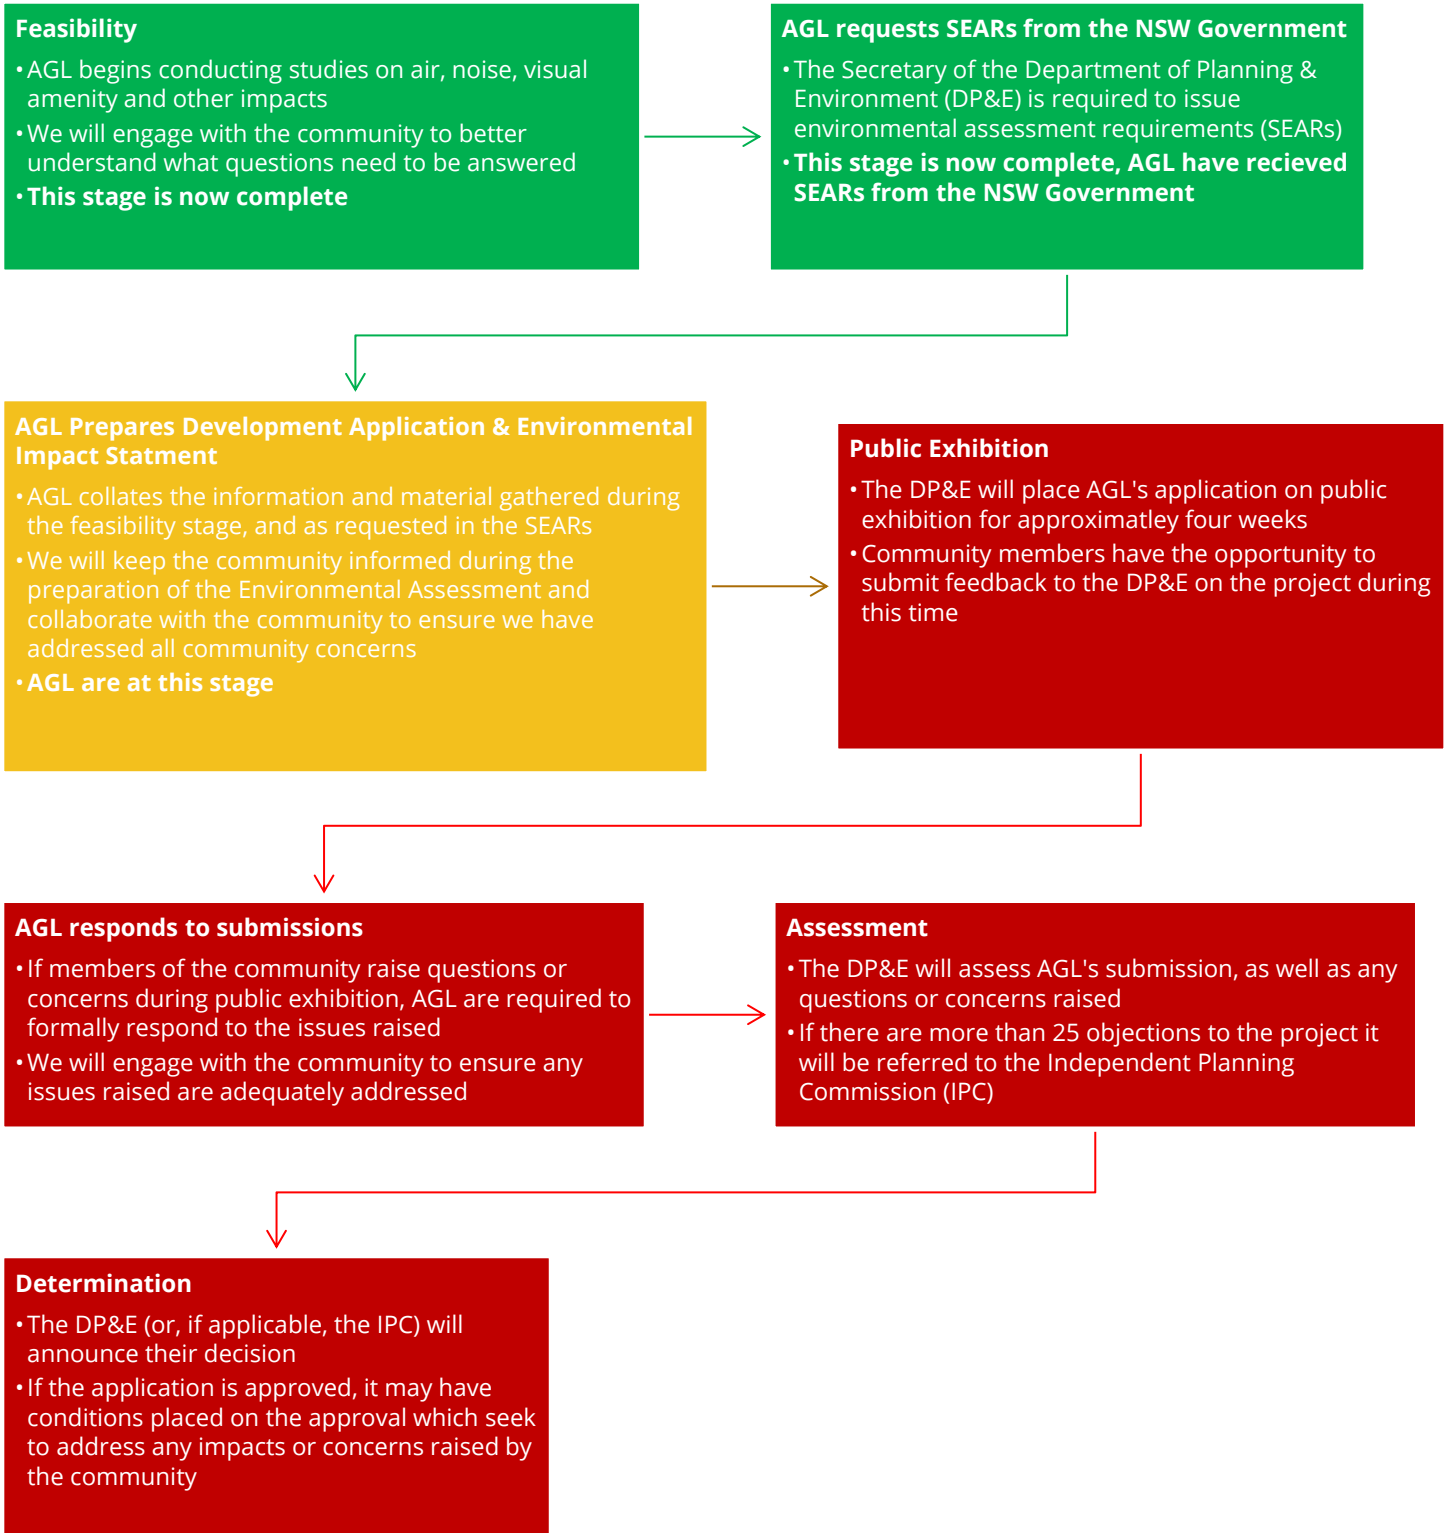 Feasibility
•AGL begins conducting studies on air, noise, visual
amenity and other impacts
•We will engage with the community to better
understand what questions need to be answered
•This stage is now complete
AGL requests SEARs from the NSW Government
•The Secretary of the Department of Planning &
Environment (DP&E) is required to issue
environmental assessment requirements (SEARs)
•This stage is now complete, AGL have recieved
SEARs from the NSW Government
AGL Prepares Development Application & Environmental
Impact Statment
•AGL collates the information and material gathered during
the feasibility stage, and as requested in the SEARs
•We will keep the community informed during the
preparation of the Environmental Assessment and
collaborate with the community to ensure we have
addressed all community concerns
•AGL are at this stage
Public Exhibition
•The DP&E will place AGL's application on public
exhibition for approximatley four weeks
•Community members have the opportunity to
submit feedback to the DP&E on the project during
this time
AGL responds to submissions
•If members of the community raise questions or
concerns during public exhibition, AGL are required to
formally respond to the issues raised
•We will engage with the community to ensure any
issues raised are adequately addressed
Assessment
•The DP&E will assess AGL's submission, as well as any
questions or concerns raised
•If there are more than 25 objections to the project it
will be referred to the Independent Planning
Commission (IPC)
Determination
•The DP&E (or, if applicable, the IPC) will
announce their decision
•If the application is approved, it may have
conditions placed on the approval which seek
to address any impacts or concerns raised by
the community